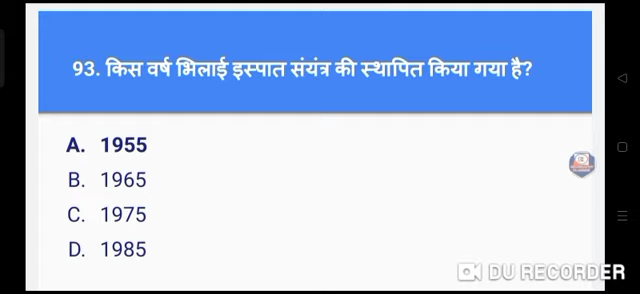 93. किस वर्ष भिलाई इस्पात संयंत्र की स्थापित किया गया है?
A. 1955
B. 1965
C. 1975
D. 1985
DU RECORDER